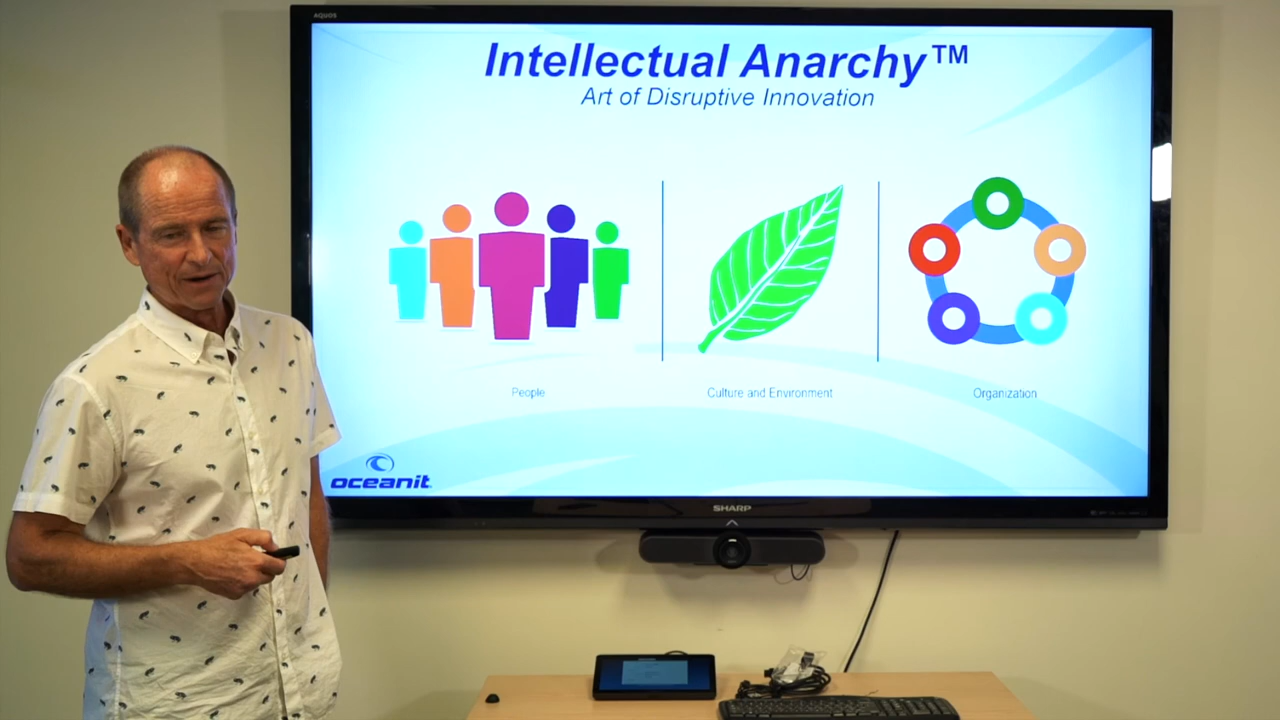 AQUOS
Intellectual Anarchy™
Art of Disruptive Innovation
People
Culture and Environment
Organization
oceanit
SHARP